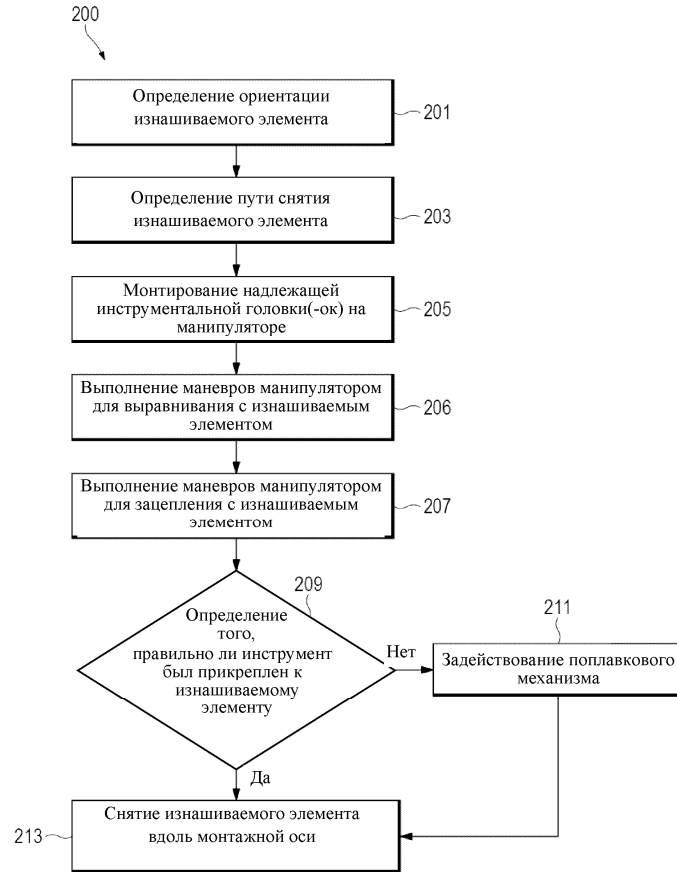 200
Определение ориентации
изнашиваемого элемента
201
Определение пути снятия
изнашиваемого элемента
203
Монтирование надлежащей
инструментальной головки(-ок) на
манипуляторе
205
Выполнение маневров манипулятором
для выравнивания с изнашиваемым
элементом
206
Выполнение маневров манипулятором
для зацепления с изнашиваемым
элементом
207
209
Определение
того,
правильно ли инструмент
был прикреплен к
изнашиваемому
элементу
Нет
211
Задействование поплавкового
механизма
Да
Снятие изнашиваемого элемента
вдоль монтажной оси
213